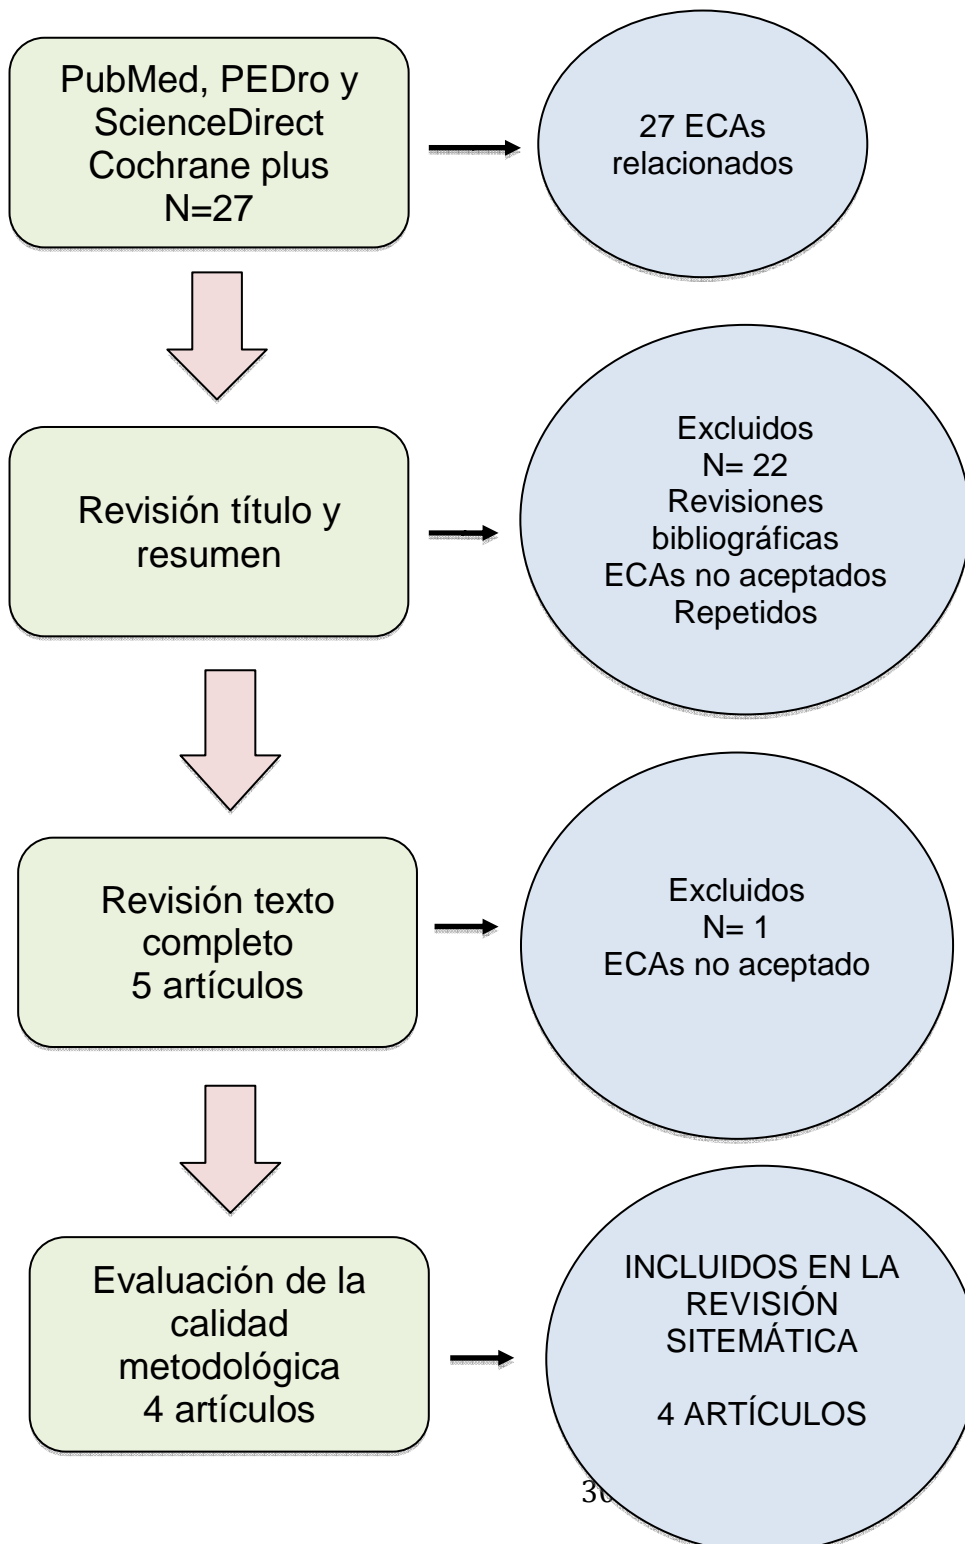 PubMed, PEDro y
ScienceDirect
Cochrane plus
N=27
27 ECAs
relacionados
Revisión título y
resumen
Excluidos
N= 22
Revisiones
bibliográficas
ECAs no aceptados
Repetidos
Revisión texto
completo
5 artículos
Excluidos
N= 1
ECAs no aceptado
Evaluación de la
calidad
metodológica
4 artículos
INCLUIDOS EN LA
REVISIÓN
SITEMÁTICA
4 ARTÍCULOS